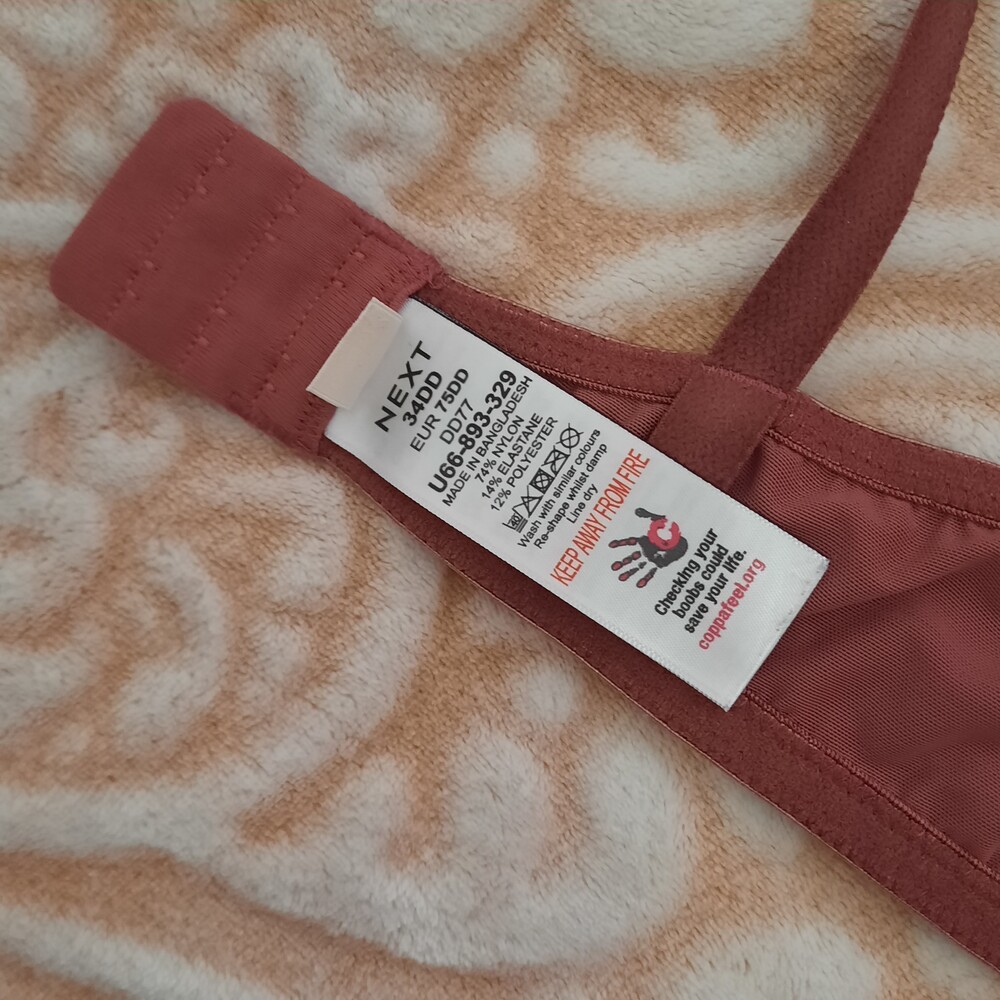 NEXT
34DD
EUR 75DD
DD77
U66-893-329
MADE IN BANGLADESH
74% NYLON
14% ELASTANE
12% POLYESTER
40
Wash with similar colours
Re-shape whilst damp
Line dry
KEEP AWAY FROM FIRE
C
Checking your
boobs could
save your life.
coppafeel.org